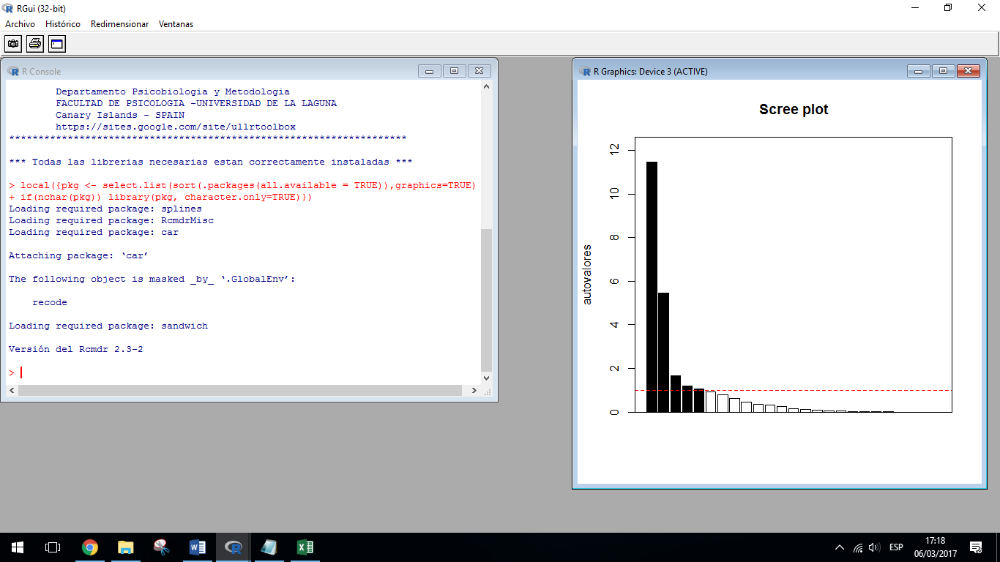 RGui (32-bit)
Archivo Histórico Redimensionar Ventanas
R Console
Departamento Psicobiologia y Metodologia
FACULTAD DE PSICOLOGIA -UNIVERSIDAD DE LA LAGUNA
Canary Islands - SPAIN
https://sites.google.com/site/ullrtoolbox
********************************************************************
*** Todas las librerias necesarias estan correctamente instaladas ***
> local({pkg <- select.list(sort(.packages(all.available = TRUE)),graphics=TRUE)
+ if(nchar(pkg)) library(pkg, character.only=TRUE)})
Loading required package: splines
Loading required package: RcmdrMisc
Loading required package: car
Attaching package: ‘car’
The following object is masked _by_ ‘.GlobalEnv’:
recode
Loading required package: sandwich
Versión del Rcmdr 2.3-2
>
R Graphics: Device 3 (ACTIVE)
Scree plot
autovalores
12
10
8
6
4
2
0
ESP
17:18
06/03/2017